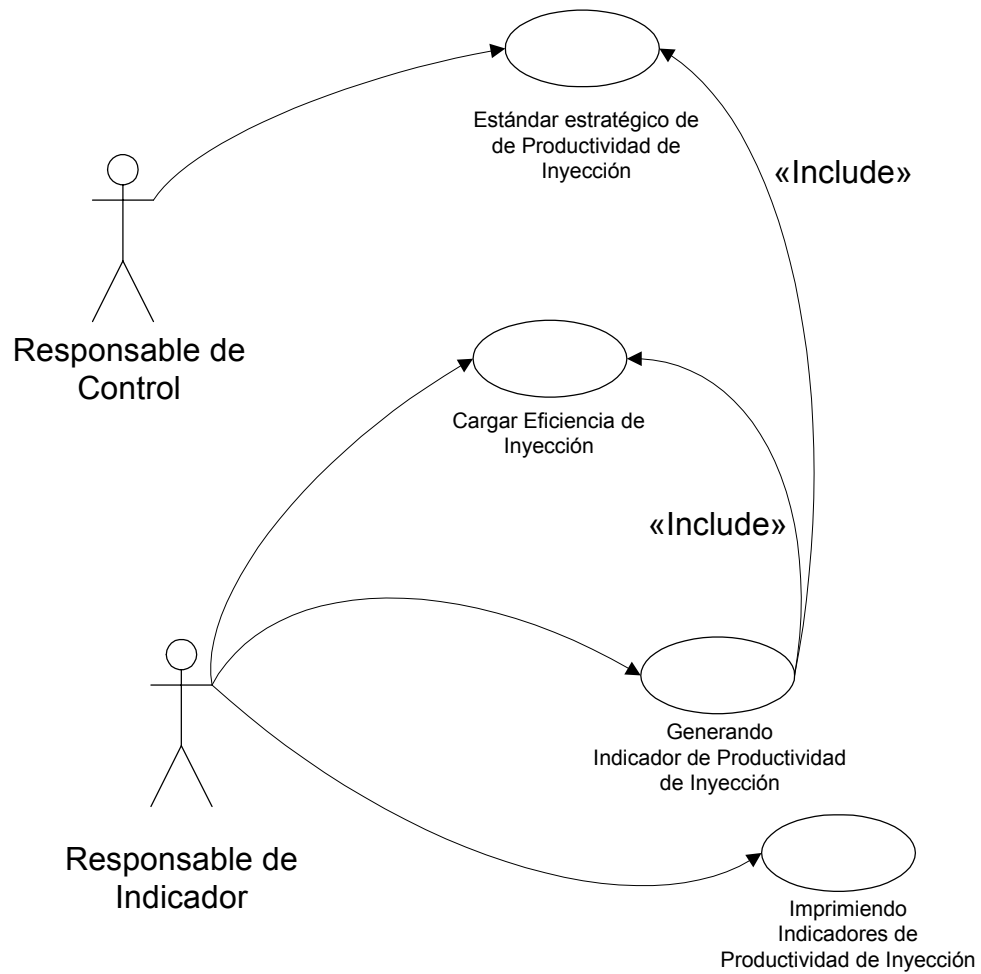 Estándar estratégico de
de Productividad de
Inyección
«Include»
Responsable de
Control
Cargar Eficiencia de
Inyección
«Include»
Generando
Indicador de Productividad
de Inyección
Responsable de
Indicador
Imprimiendo
Indicadores de
Productividad de Inyección